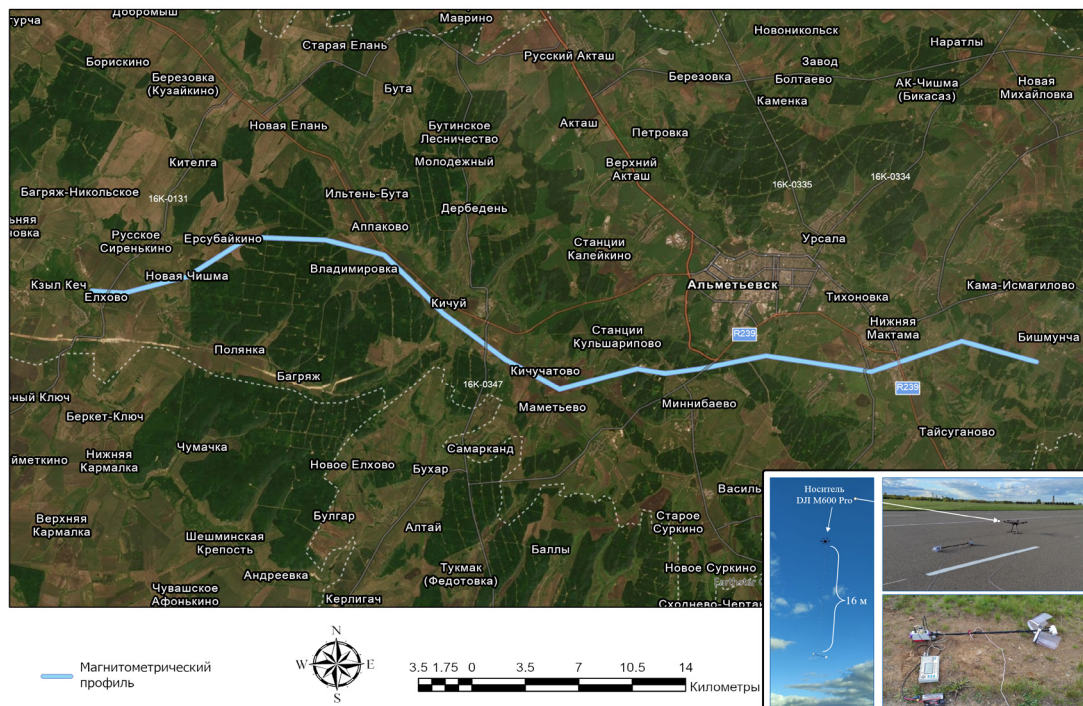 Добромыш
Маврино
Новоникольск
Старая Елань
Русский Акташ
Наратлы
Борискино
Завод
Березовка
(Кузайкино)
Березовка
Болтаево
АК-Чишма
(Бикасаз)
Новая
Михайловка
Бута
Каменка
Новая Елань
Бутинское
Лесничество
Акташ
Петровка
Кителга
Молодежный
Верхний
Акташ
16К-0334
16К-0335
Багряж-Никольское
16К-0131
Ильтень-Бута
Дербедень
Русское
Сиренькино
Ерсубайкино
Аппаково
Станции
Калейкино
Урсала
Владимировка
Новая Чишма
Кзыл Кеч
Елхово
Альметьевск
Кама-Исмагилово
Тихоновка
Кичуй
Нижняя
Мактама
Станции
Кульшарипово
R239
Бишмунча
Полянка
Багряж
Кичучатово
16К-0347
R239
Маметьево
Миннибаево
Беркет-Ключ
Тайсуганово
Чумачка
Самарканд
Нижняя
Кармалка
Новое Елхово
Бухар
Верхняя
Кармалка
Булгар
Алтай
Старое
Суркино
Шешминская
Крепость
Баллы
Андреевка
Тукмак
(Федотовка)
Новое Суркино
Чувашское
Афонькино
Керлигач
Носитель
DJI M600 Pro
16 м
N
W
E
S
Магнитометрический
профиль
3.5 1.75 0 3.5 7 10.5 14
Километры